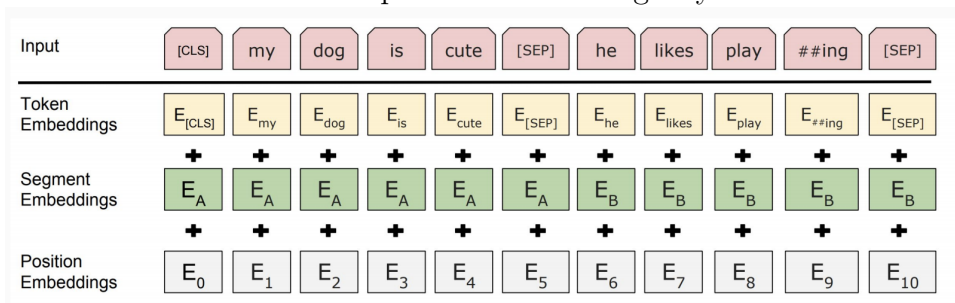 Input [CLS] my dog is cute [SEP] he likes play ##ing [SEP]
Token
Embeddings E[CLS] Emy Edog Eis Ecute E[SEP] Ehe Elikes Eplay E##ing E[SEP]
+ + + + + + + + + + +
Segment
Embeddings EA EA EA EA EA EA EB EB EB EB EB
+ + + + + + + + + + +
Position
Embeddings E0 E1 E2 E3 E4 E5 E6 E7 E8 E9 E10